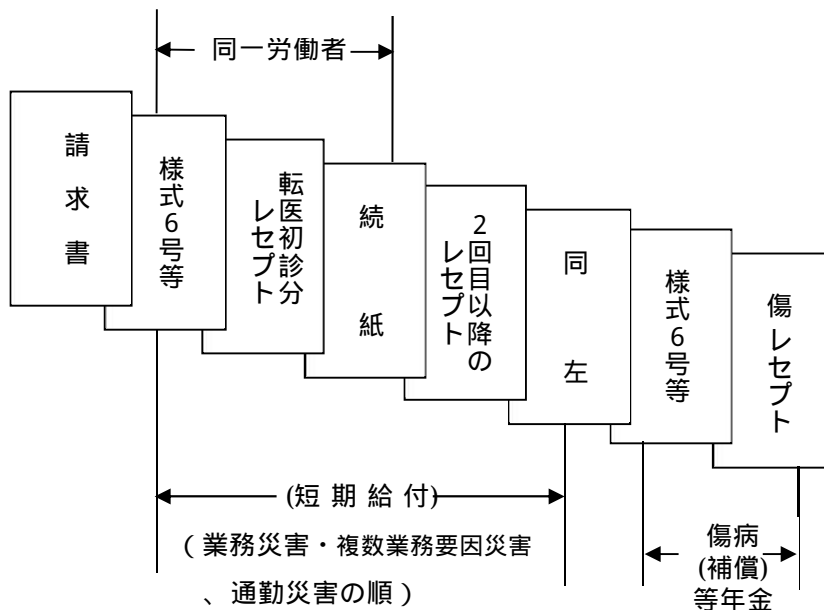 同一労働者
請求書
様式6号等
転医初診分
レセプト
続紙
2回目以降の
レセプト
同左
様式6号等
傷レセプト
(短期給付)
(業務災害・複数業務要因災害
、通勤災害の順)
傷病
(補償)
等年金